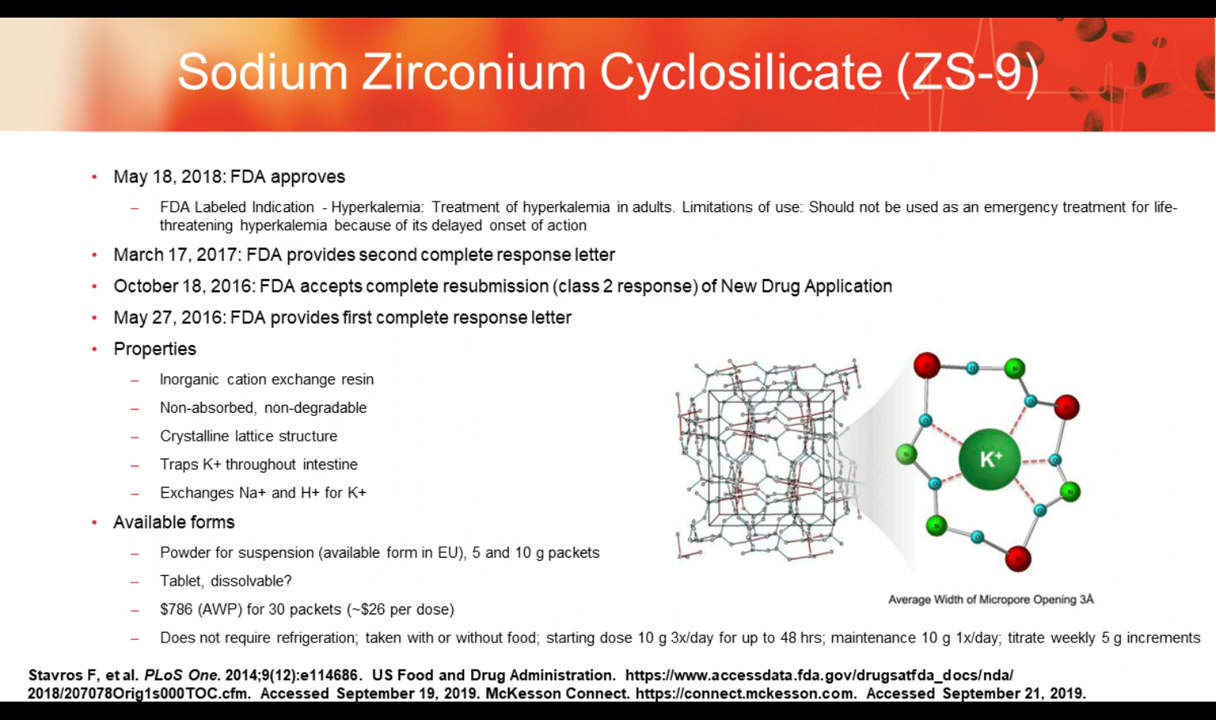 Sodium Zirconium Cyclosilicate (ZS-9)
• May 18, 2018: FDA approves
– FDA Labeled Indication - Hyperkalemia: Treatment of hyperkalemia in adults. Limitations of use: Should not be used as an emergency treatment for life-
threatening hyperkalemia because of its delayed onset of action
• March 17, 2017: FDA provides second complete response letter
• October 18, 2016: FDA accepts complete resubmission (class 2 response) of New Drug Application
• May 27, 2016: FDA provides first complete response letter
• Properties
– Inorganic cation exchange resin
– Non-absorbed, non-degradable
– Crystalline lattice structure
– Traps K+ throughout intestine
– Exchanges Na+ and H+ for K+
• Available forms
– Powder for suspension (available form in EU), 5 and 10 g packets
– Tablet, dissolvable?
– $786 (AWP) for 30 packets (~$26 per dose)
– Does not require refrigeration; taken with or without food; starting dose 10 g 3x/day for up to 48 hrs; maintenance 10 g 1x/day; titrate weekly 5 g increments
K+
Average Width of Micropore Opening 3Å
Stavros F, et al. PLoS One. 2014;9(12):e114686. US Food and Drug Administration. https://www.accessdata.fda.gov/drugsatfda_docs/nda/
2018/207078Orig1s000TOC.cfm. Accessed September 19, 2019. McKesson Connect. https://connect.mckesson.com. Accessed September 21, 2019.